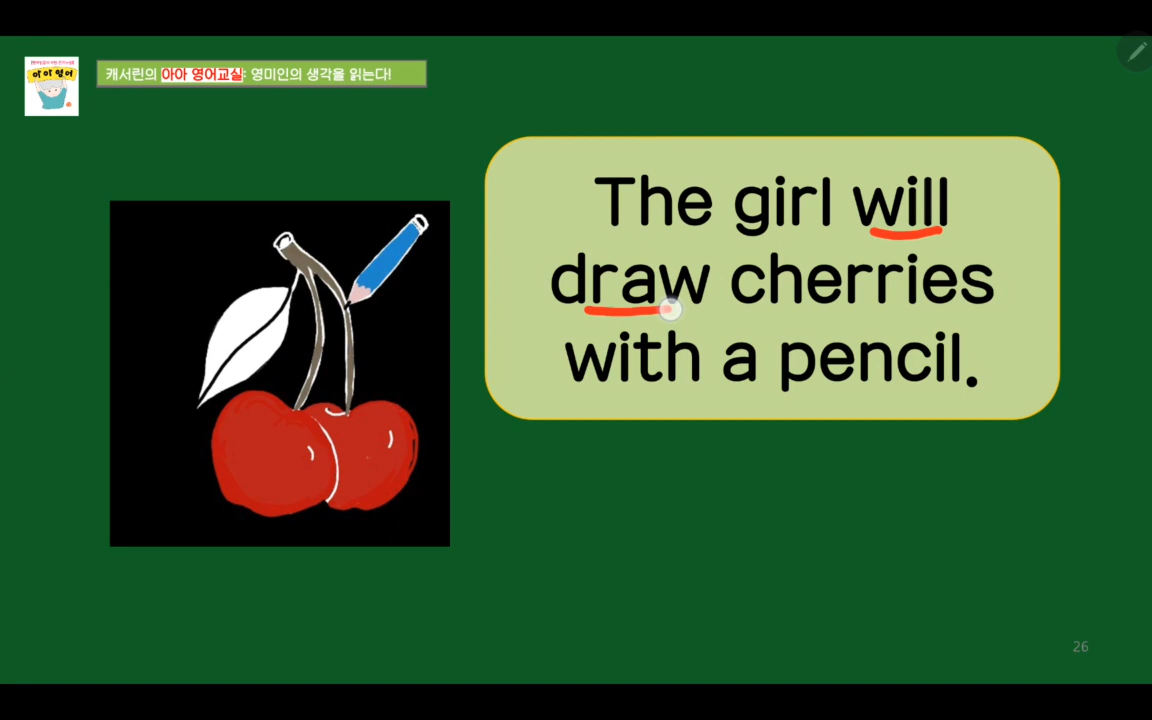 아아영어
캐서린의 아아 영어교실: 영미인의 생각을 읽는다!
The girl will
draw cherries
with a pencil.
26